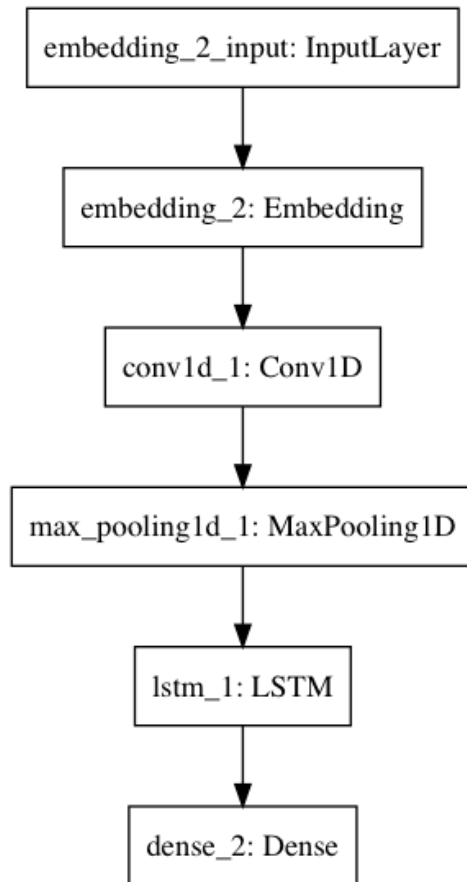 embedding_2_input: InputLayer
embedding_2: Embedding
conv1d_1: Conv1D
max_pooling1d_1: MaxPooling1D
lstm_1: LSTM
dense_2: Dense